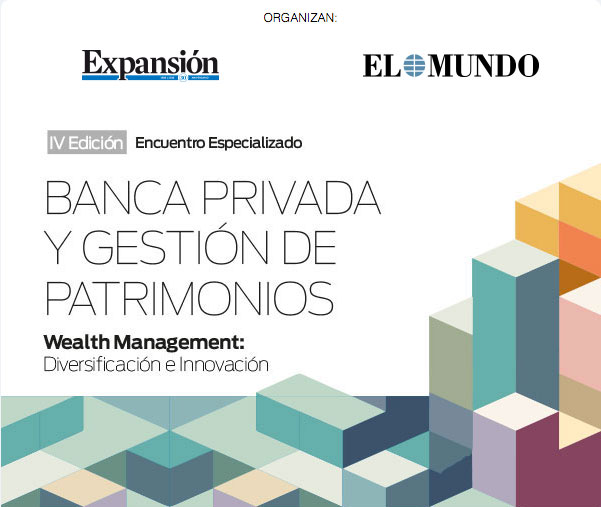 ORGANIZAN:
Expansión
EL MUNDO
IV Edición Encuentro Especializado
BANCA PRIVADA
Y GESTIÓN DE
PATRIMONIOS
Wealth Management:
Diversificación e Innovación